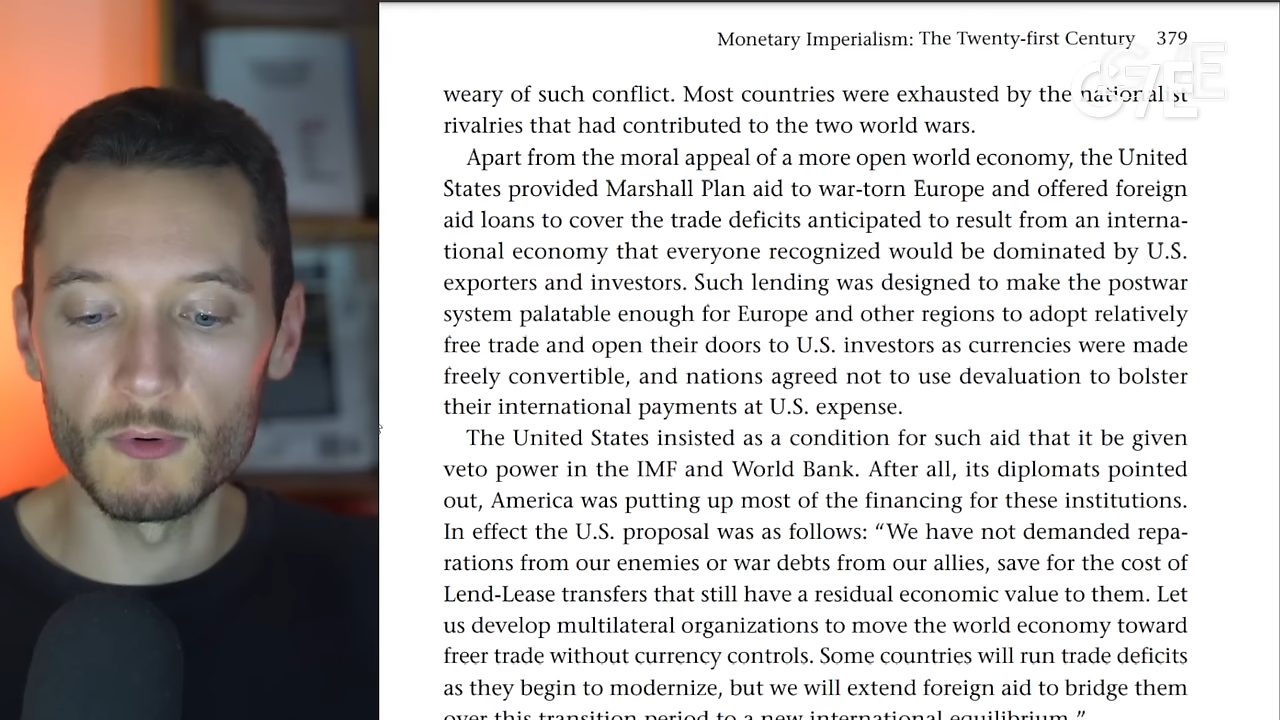 Monetary Imperialism: The Twenty-first Century 379
weary of such conflict. Most countries were exhausted by the nationalist
rivalries that had contributed to the two world wars.
Apart from the moral appeal of a more open world economy, the United
States provided Marshall Plan aid to war-torn Europe and offered foreign
aid loans to cover the trade deficits anticipated to result from an interna-
tional economy that everyone recognized would be dominated by U.S.
exporters and investors. Such lending was designed to make the postwar
system palatable enough for Europe and other regions to adopt relatively
free trade and open their doors to U.S. investors as currencies were made
freely convertible, and nations agreed not to use devaluation to bolster
their international payments at U.S. expense.
The United States insisted as a condition for such aid that it be given
veto power in the IMF and World Bank. After all, its diplomats pointed
out, America was putting up most of the financing for these institutions.
In effect the U.S. proposal was as follows: “We have not demanded repa-
rations from our enemies or war debts from our allies, save for the cost of
Lend-Lease transfers that still have a residual economic value to them. Let
us develop multilateral organizations to move the world economy toward
freer trade without currency controls. Some countries will run trade deficits
as they begin to modernize, but we will extend foreign aid to bridge them
over this transition period to a new international equilibrium.”